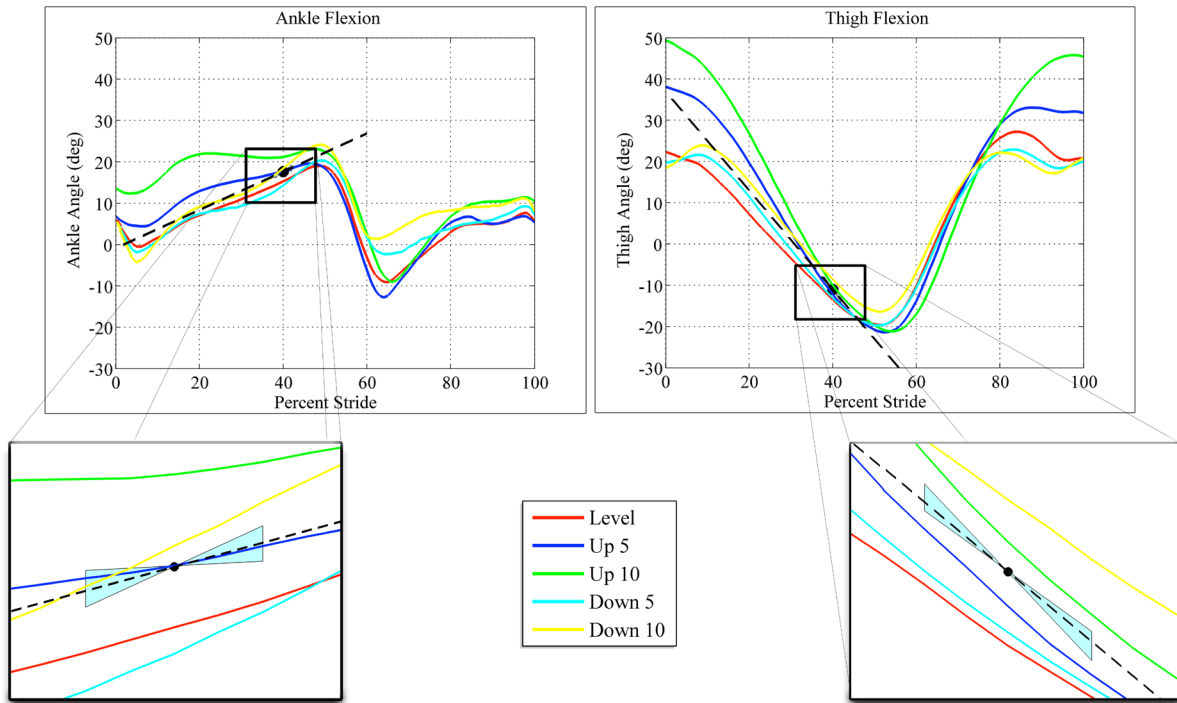 Ankle Flexion
Ankle Angle (deg)
50
40
30
20
10
0
-10
-20
-30
0 20 40 60 80 100
Percent Stride
Thigh Flexion
Thigh Angle (deg)
50
40
30
20
10
0
-10
-20
-30
0 20 40 60 80 100
Percent Stride
Level
Up 5
Up 10
Down 5
Down 10